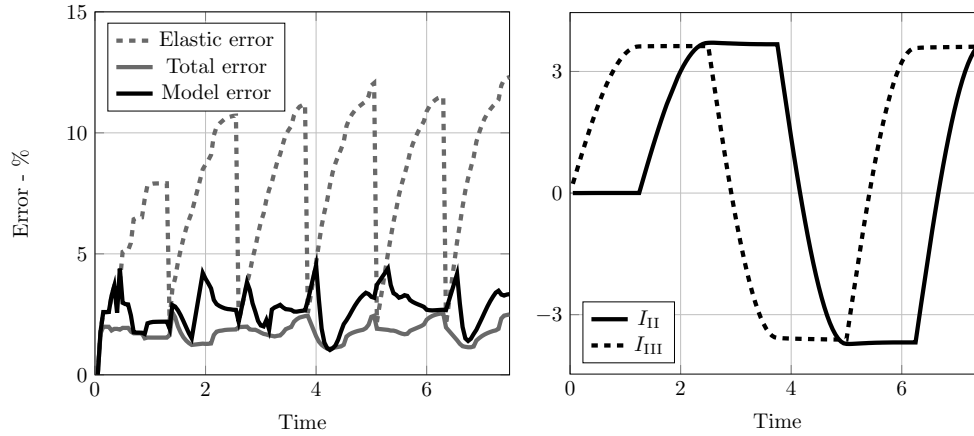 15
10
5
0
Error - %
Elastic error
Total error
Model error
0
2
4
6
Time
3
0
−3
I_II
I_III
0
2
4
6
Time